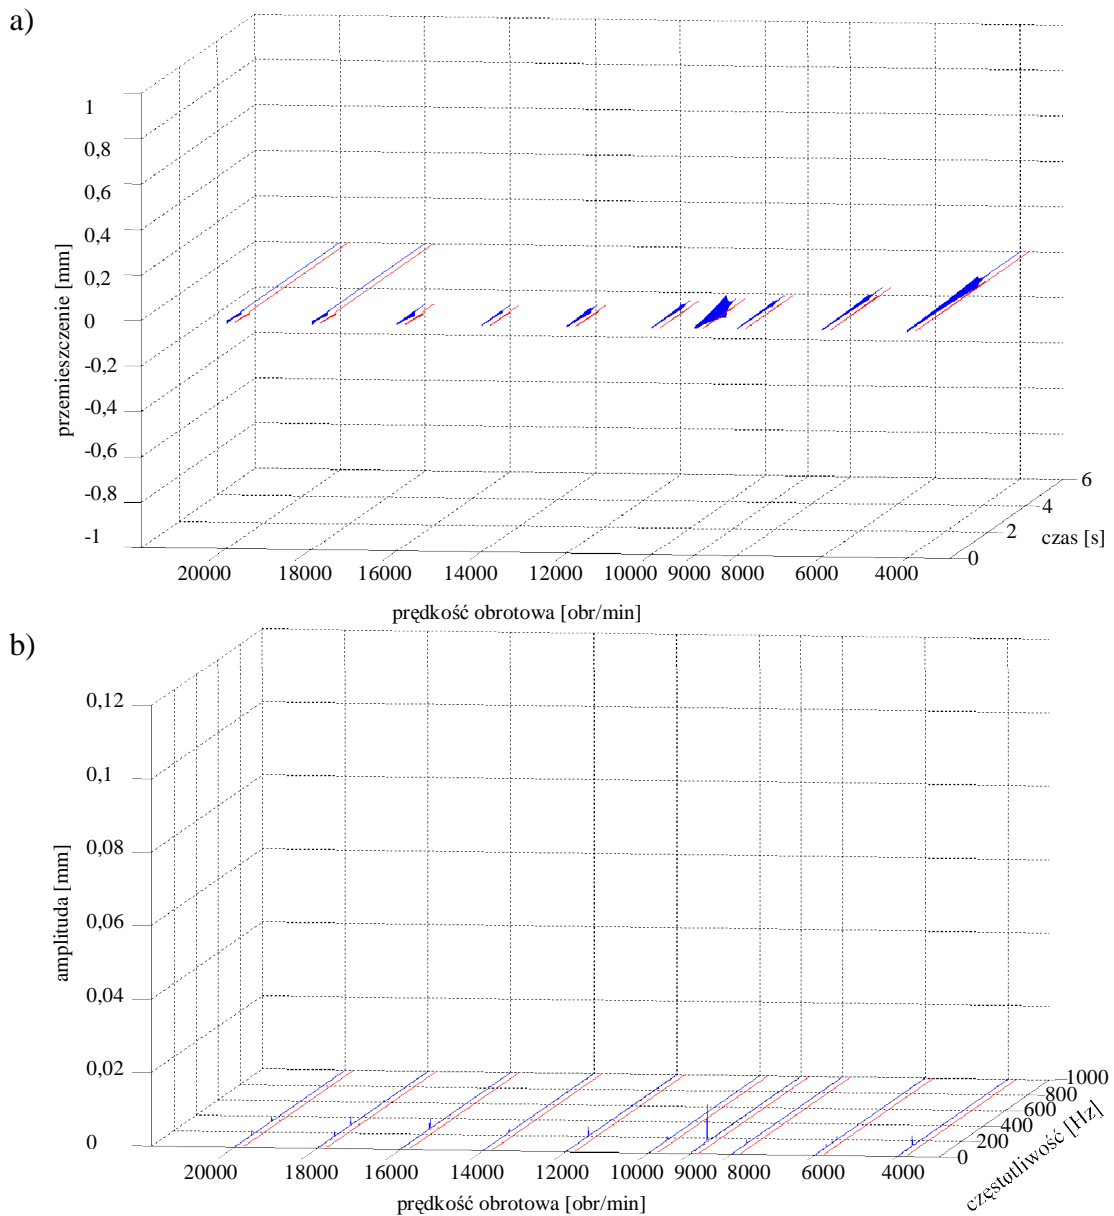 a)
1
0,8
0,6
0,4
0,2
0
-0,2
-0,4
-0,6
-0,8
-1
przemieszczenie [mm]
6
4
2
0
czas [s]
20000 18000 16000 14000 12000 10000 9000 8000 6000 4000
prędkość obrotowa [obr/min]
b)
0,12
0,1
0,08
0,06
0,04
0,02
0
amplituda [mm]
1000
800
600
400
200
0
częstotliwość [Hz]
20000 18000 16000 14000 12000 10000 9000 8000 6000 4000
prędkość obrotowa [obr/min]